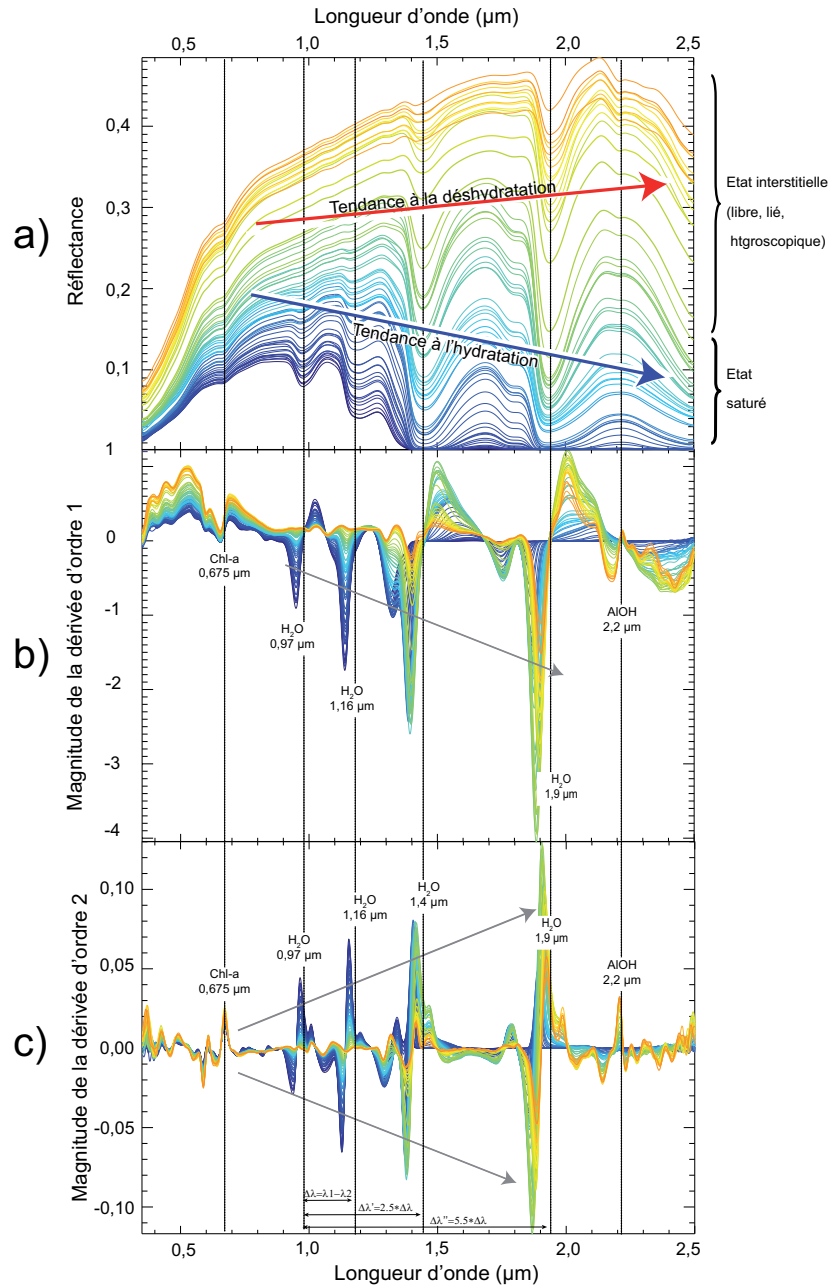 Longueur d'onde (µm)
0,5 1,0 1,5 2,0 2,5
a)
Réflectance
0,4
0,3
0,2
0,1
Tendance à la déshydratation
Tendance à l'hydratation
Etat interstitielle
(libre, lié,
htgroscopique)
Etat
saturé
b)
Magnitude de la dérivée d'ordre 1
1
0
-1
-2
-3
-4
Chl-a
0,675 µm
H₂O
0,97 µm
H₂O
1,16 µm
H₂O
1,9 µm
AlOH
2,2 µm
c)
Magnitude de la dérivée d'ordre 2
0,10
0,05
0,00
-0,05
-0,10
Chl-a
0,675 µm
H₂O
0,97 µm
H₂O
1,16 µm
H₂O
1,4 µm
H₂O
1,9 µm
AlOH
2,2 µm
Δλ=λ1−λ2
Δλ'=2.5*Δλ
Δλ''=5.5*Δλ
0,5 1,0 1,5 2,0 2,5
Longueur d'onde (µm)